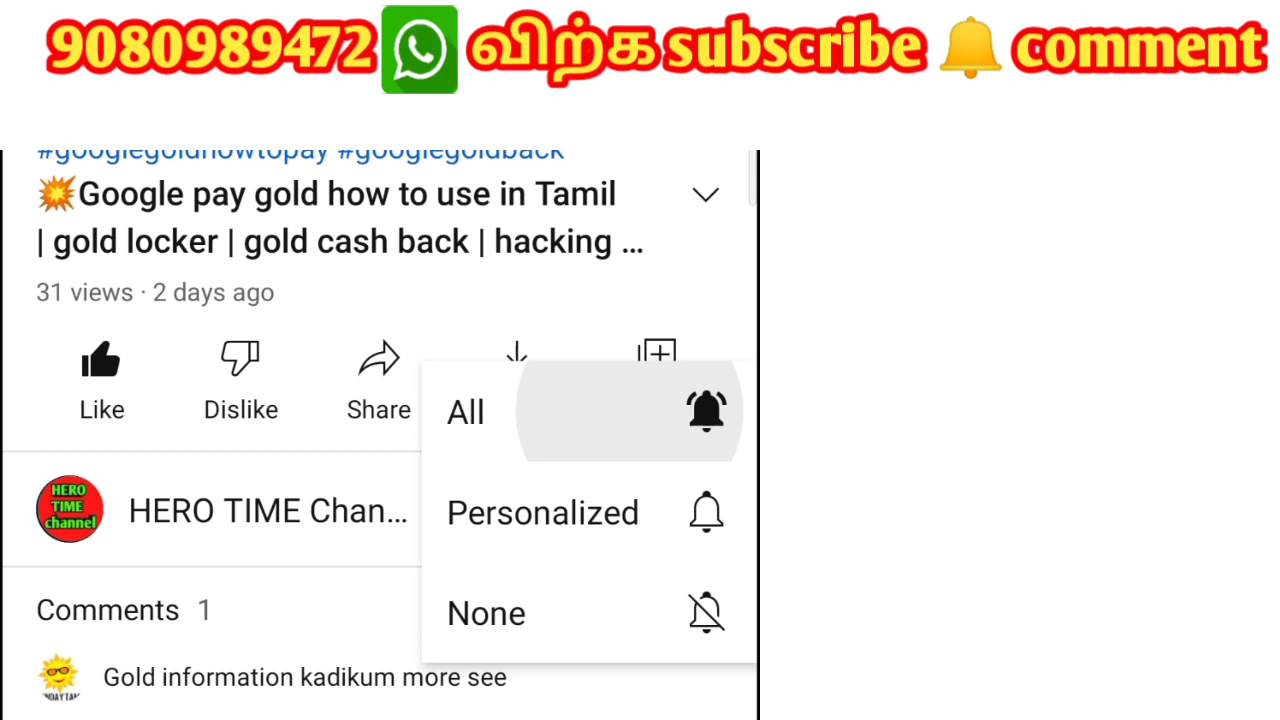 9080989472 விற்க subscribe comment
#googlegoldhowtopay #googlegoldback
Google pay gold how to use in Tamil
| gold locker | gold cash back | hacking ...
31 views · 2 days ago
Like Dislike Share
All
HERO TIME channel
HERO TIME Chan...
Personalized
Comments 1
None
Gold information kadikum more see